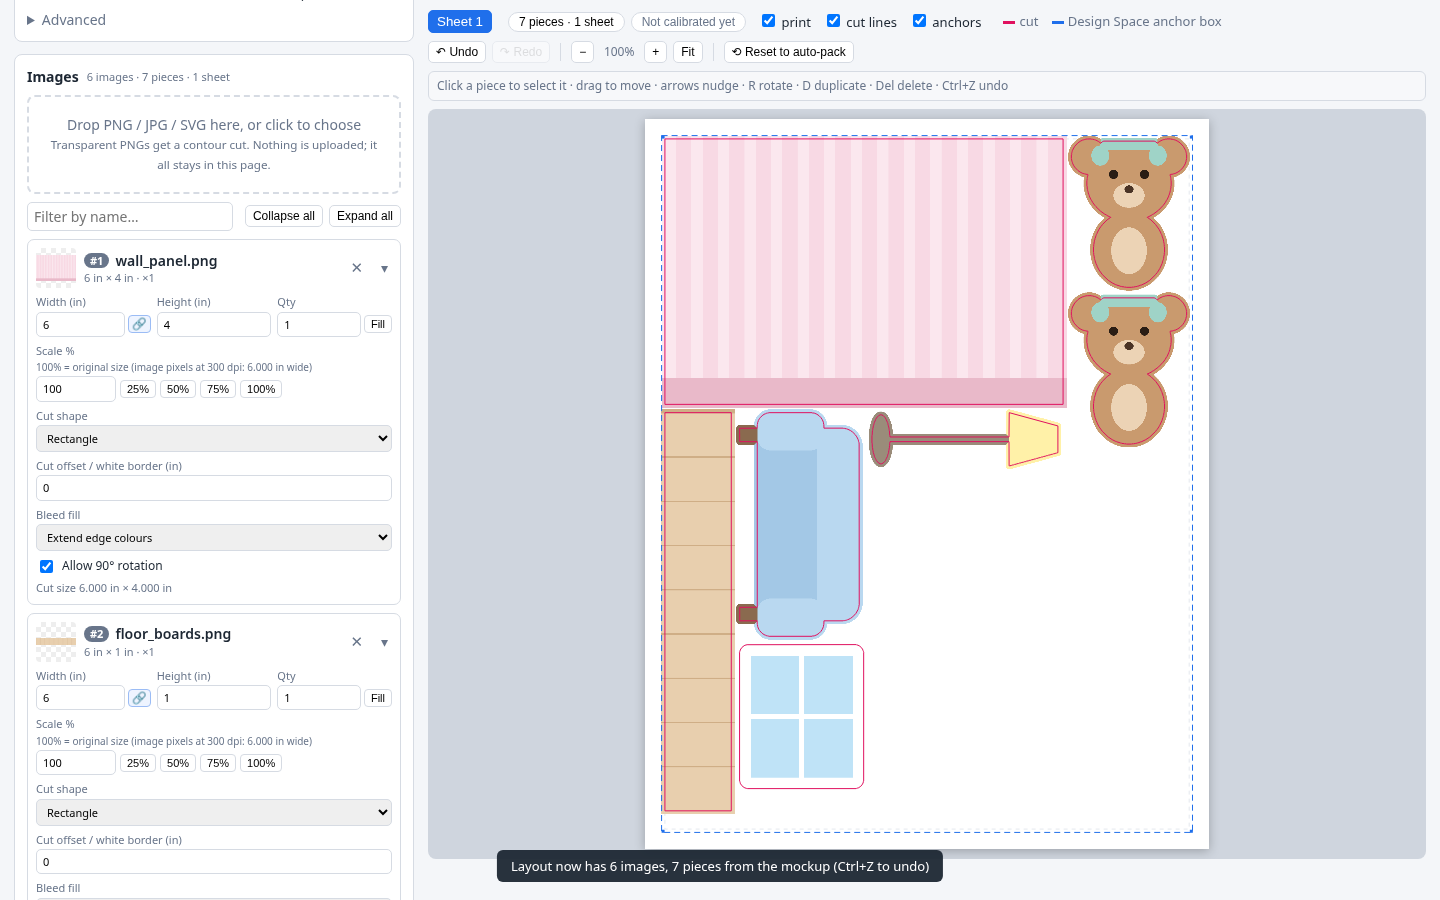 Advanced
Images 6 images · 7 pieces · 1 sheet
Drop PNG / JPG / SVG here, or click to choose
Transparent PNGs get a contour cut. Nothing is uploaded; it
all stays in this page.
Filter by name...
Collapse all
Expand all
#1 wall_panel.png
6 in × 4 in · ×1
Width (in) Height (in) Qty
6 4 1 Fill
Scale %
100% = original size (image pixels at 300 dpi: 6.000 in wide)
100 25% 50% 75% 100%
Cut shape
Rectangle
Cut offset / white border (in)
0
Bleed fill
Extend edge colours
Allow 90° rotation
Cut size 6.000 in × 4.000 in
#2 floor_boards.png
6 in × 1 in · ×1
Width (in) Height (in) Qty
6 1 1 Fill
Scale %
100% = original size (image pixels at 300 dpi: 6.000 in wide)
100 25% 50% 75% 100%
Cut shape
Rectangle
Cut offset / white border (in)
0
Bleed fill
Sheet 1 7 pieces · 1 sheet Not calibrated yet print cut lines anchors cut Design Space anchor box
Undo Redo − 100% + Fit Reset to auto-pack
Click a piece to select it · drag to move · arrows nudge · R rotate · D duplicate · Del delete · Ctrl+Z undo
Layout now has 6 images, 7 pieces from the mockup (Ctrl+Z to undo)